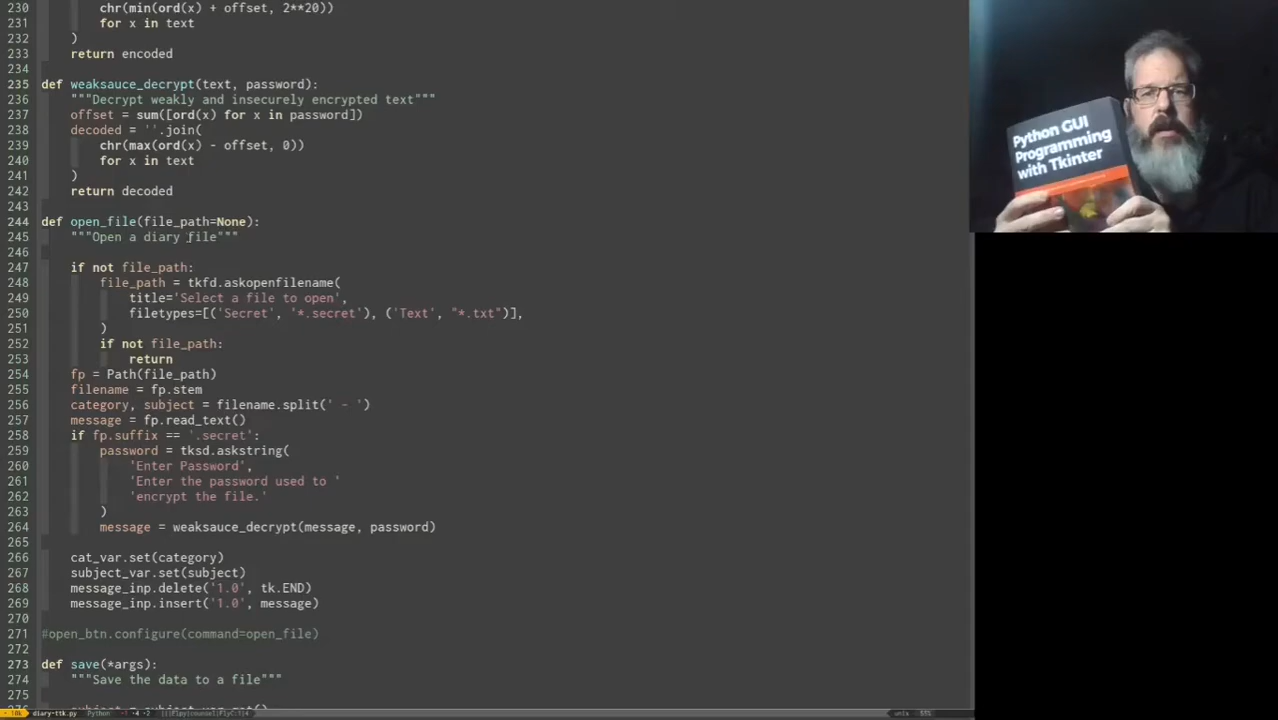 230 chr(min(ord(x) + offset, 2**20))
231 for x in text
232 )
233 return encoded
234
235 def weaksauce_decrypt(text, password):
236 """Decrypt weakly and insecurely encrypted text"""
237 offset = sum([ord(x) for x in password])
238 decoded = ''.join(
239 chr(max(ord(x) - offset, 0))
240 for x in text
241 )
242 return decoded
243
244 def open_file(file_path=None):
245 """Open a diary file"""
246
247 if not file_path:
248 file_path = tkfd.askopenfilename(
249 title='Select a file to open',
250 filetypes=[('Secret', '*.secret'), ('Text', "*.txt")],
251 )
252 if not file_path:
253 return
254 fp = Path(file_path)
255 filename = fp.stem
256 category, subject = filename.split(' - ')
257 message = fp.read_text()
258 if fp.suffix == '.secret':
259 password = tksd.askstring(
260 'Enter Password',
261 'Enter the password used to '
262 'encrypt the file.'
263 )
264 message = weaksauce_decrypt(message, password)
265
266 cat_var.set(category)
267 subject_var.set(subject)
268 message_inp.delete('1.0', tk.END)
269 message_inp.insert('1.0', message)
270
271 #open_btn.configure(command=open_file)
272
273 def save(*args):
274 """Save the data to a file"""
275
diary-ttk.py Python
unix
Python GUI
Programming
with Tkinter